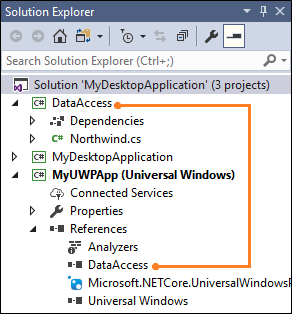 Solution Explorer
Search Solution Explorer (Ctrl+;)
Solution 'MyDesktopApplication' (3 projects)
C# DataAccess
Dependencies
C# Northwind.cs
C# MyDesktopApplication
C# MyUWPApp (Universal Windows)
Connected Services
Properties
References
Analyzers
DataAccess
Microsoft.NETCore.UniversalWindowsP
Universal Windows